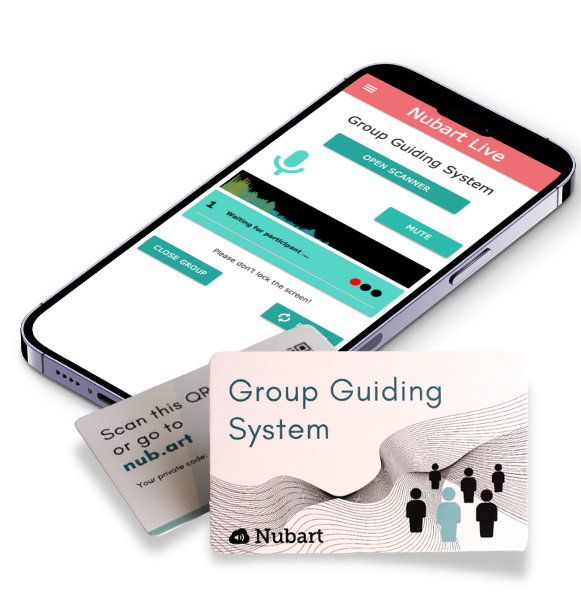 Nubart Live
Group Guiding System
OPEN SCANNER
MUTE
1 Waiting for participant ...
CLOSE GROUP
Please don't lock the screen!
Scan this QR
or go to
nub.art
Your private code:
Group Guiding
System
Nubart